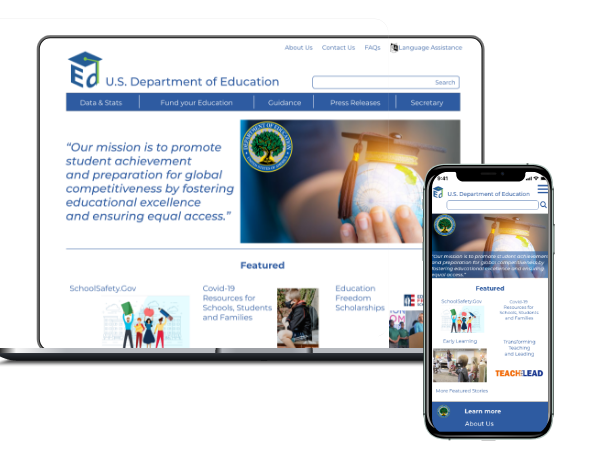 About Us Contact Us FAQs Language Assistance
Ed
U.S. Department of Education
Search
Data & Stats Fund your Education Guidance Press Releases Secretary
“Our mission is to promote
student achievement
and preparation for global
competitiveness by fostering
educational excellence
and ensuring equal access.”
Featured
SchoolSafety.Gov
Covid-19
Resources for
Schools, Students
and Families
Education
Freedom
Scholarships
9:41
Ed
U.S. Department of Education
“Our mission is to promote student achievement
and preparation for global competitiveness by
fostering educational excellence and ensuring
equal access.”
Featured
SchoolSafety.Gov
Covid-19
Resources for
Schools, Students
and Families
Early Learning
Transforming
Teaching
and Leading
TEACH LEAD
More Featured Stories
Learn more
About Us